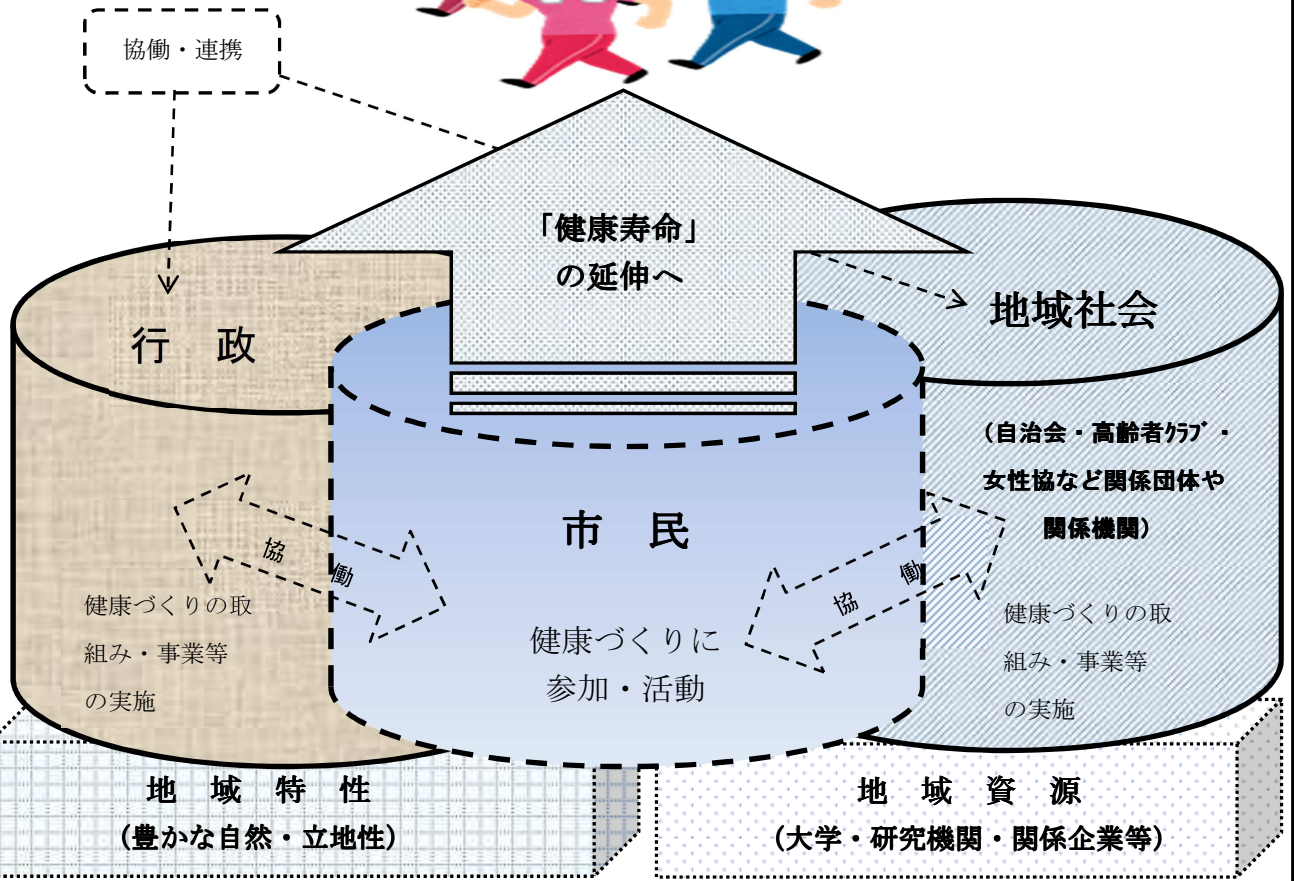 協働・連携
「健康寿命」
の延伸へ
行　政
地域社会
(自治会・高齢者ｸﾗﾌﾞ・
女性協など関係団体や
関係機関)
市　民
協　働
協　働
健康づくりの取
組み・事業等
の実施
健康づくりに
参加・活動
健康づくりの取
組み・事業等
の実施
地　域　特　性
(豊かな自然・立地性)
地　域　資　源
(大学・研究機関・関係企業等)